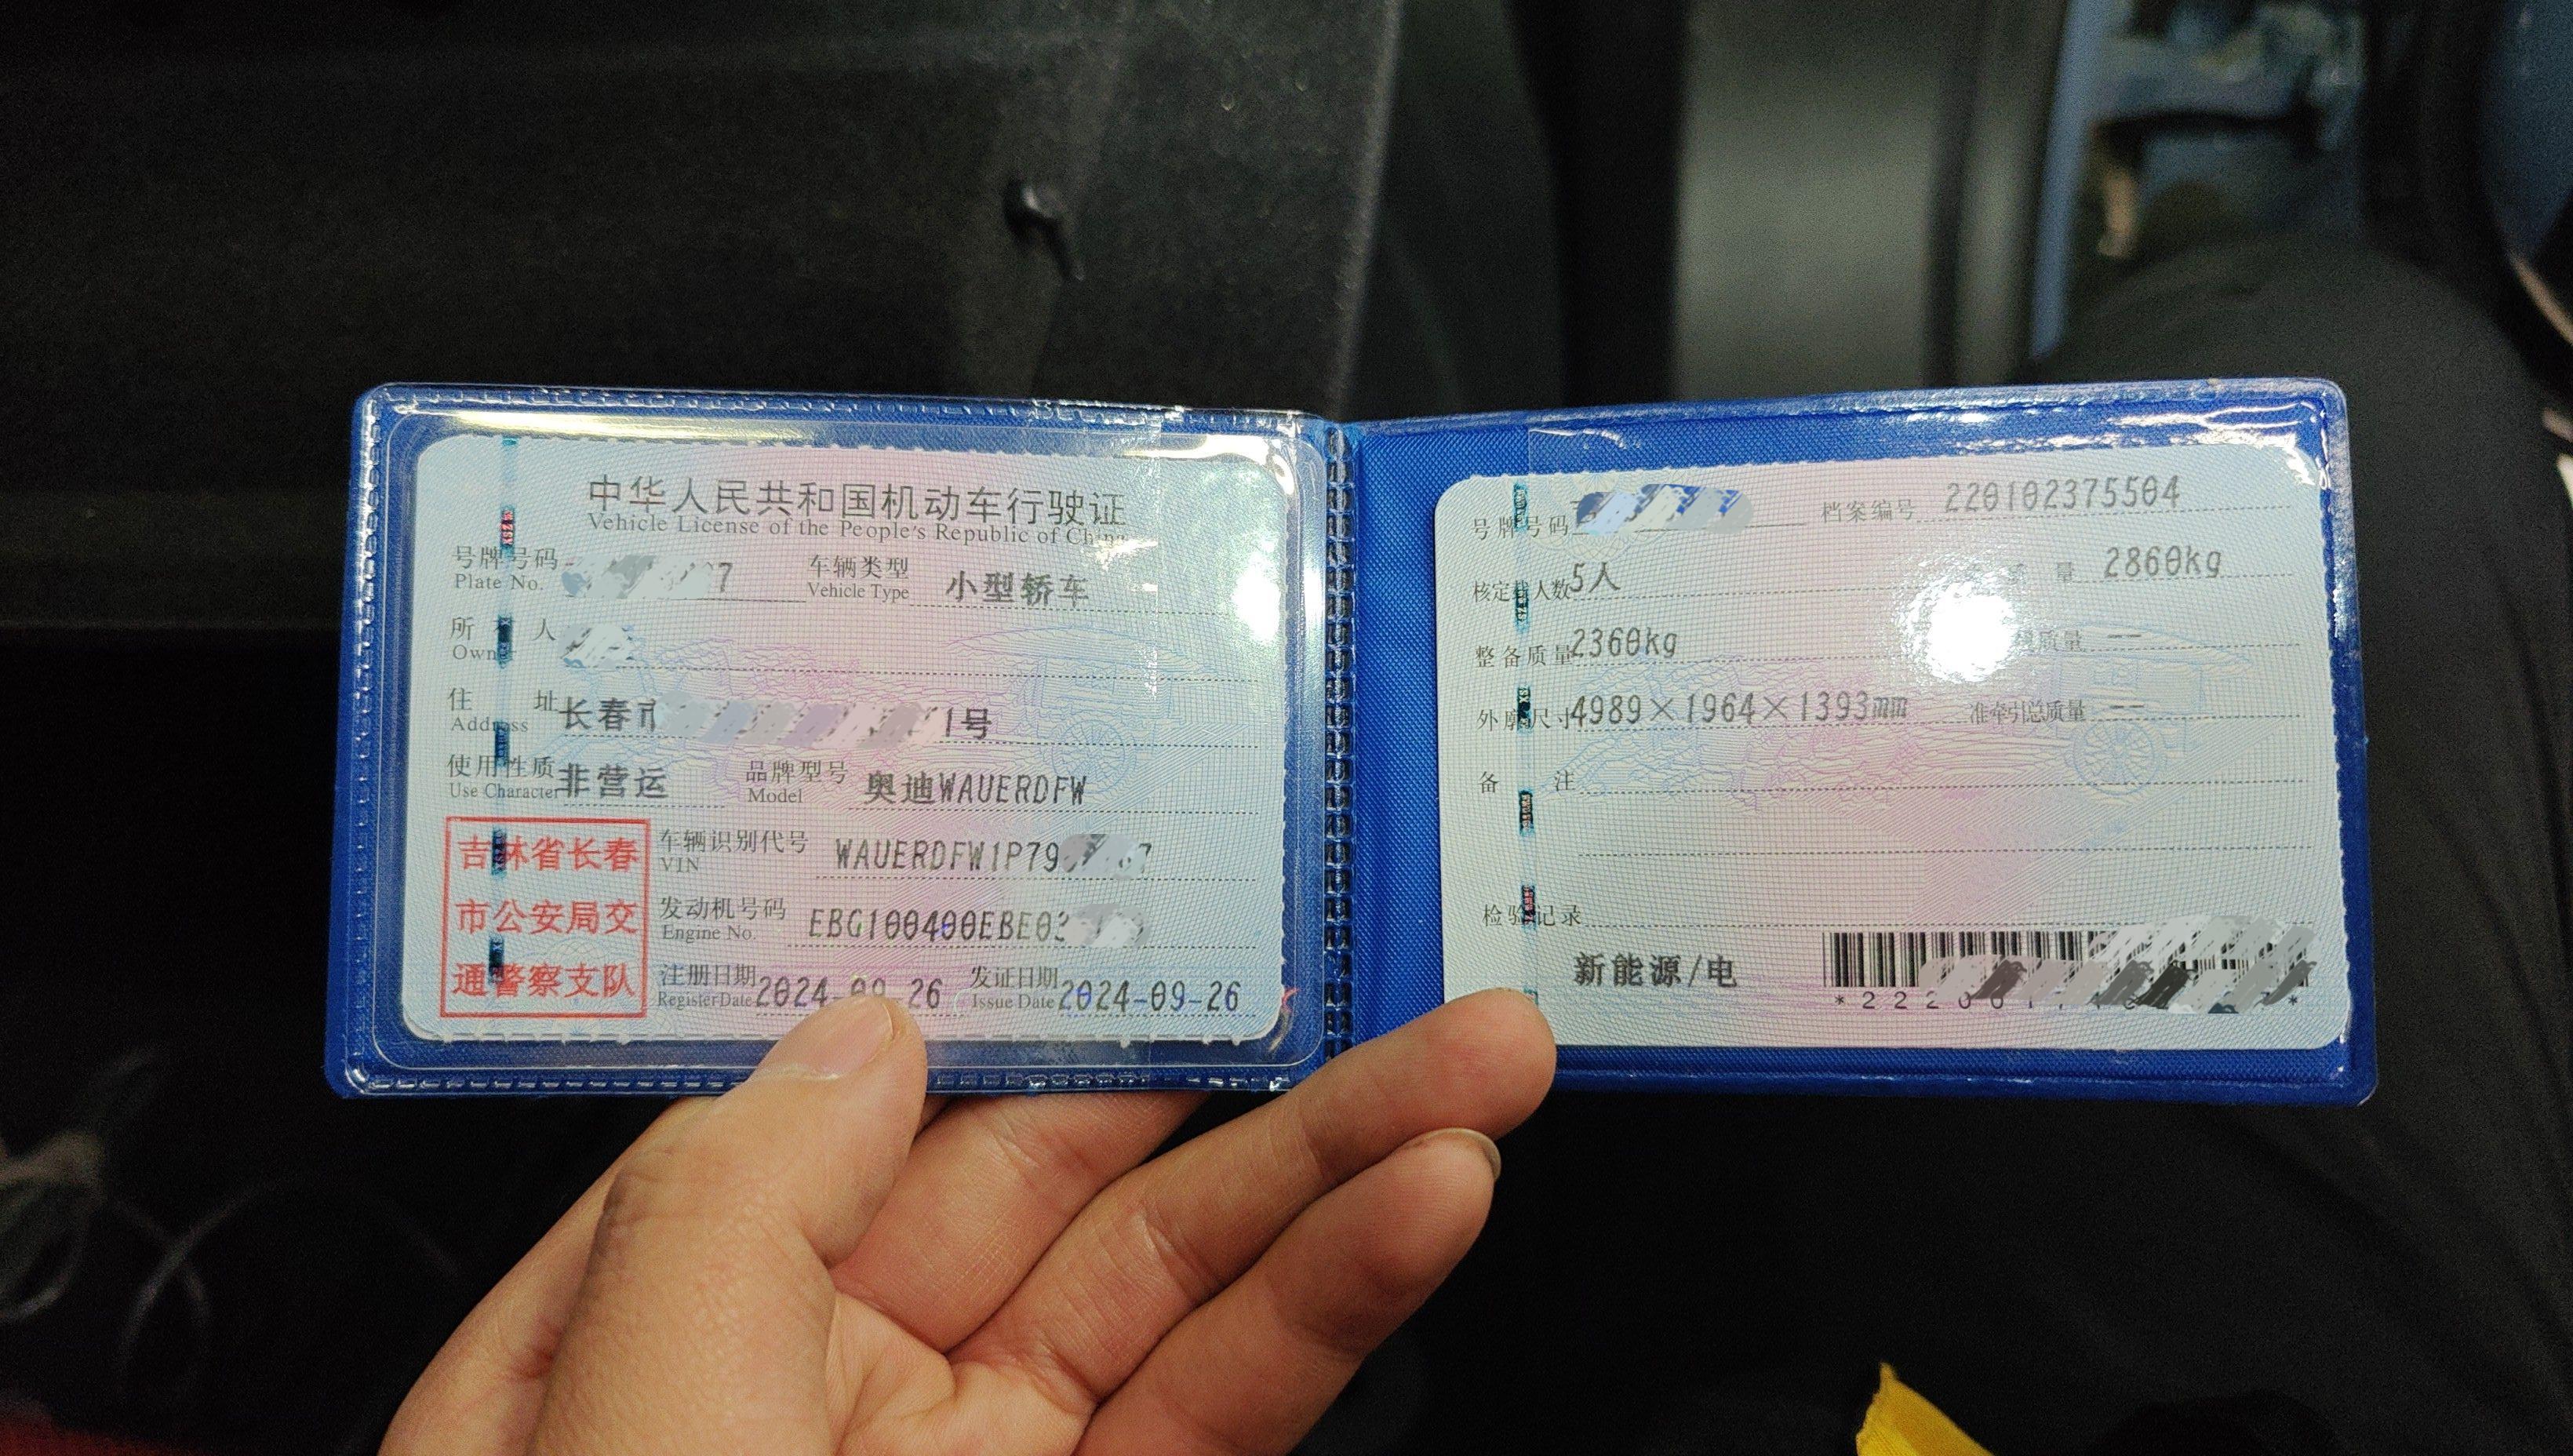 中华人民共和国机动车行驶证
Vehicle License of the People's Republic of China
号牌号码 7 车辆类型 小型轿车
Plate No. Vehicle Type
所 人
Own
住 址 长春市 1号
Address
使用性质 非营运 品牌型号 奥迪WAUERDFW
Use Character Model
吉林省长春
市公安局交
通警察支队
车辆识别代号 WAUERDFW1P79 7
VIN
发动机号码 EBG100400EBE03
Engine No.
注册日期 2024-09-26 发证日期 2024-09-26
Register Date Issue Date
号牌号码 档案编号 220102375504
核定载人数 5人 量 2860kg
整备质量 2360kg 质量 --
外廓尺寸 4989×1964×1393mm 准牵引总质量 --
备 注
检验记录
新能源/电
*222001 *